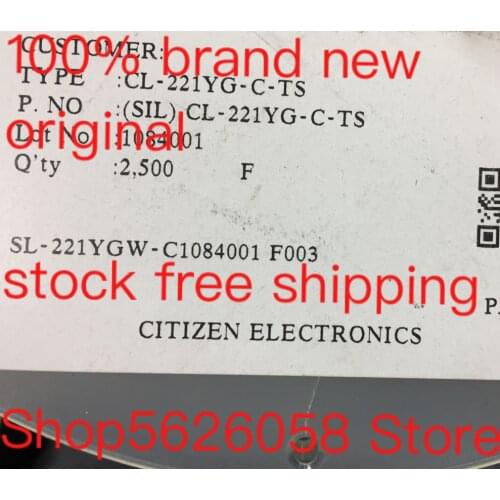 CUSTOMER:
100% brand new
TYPE :CL-221YG-C-TS
P. NO :(SIL) CL-221YG-C-TS
original
Lot No :1084001
Q'ty :2,500 F
SL-221YGW-C1084001 F003
stock free shipping
P.
CITIZEN ELECTRONICS
Shop5626058 Store